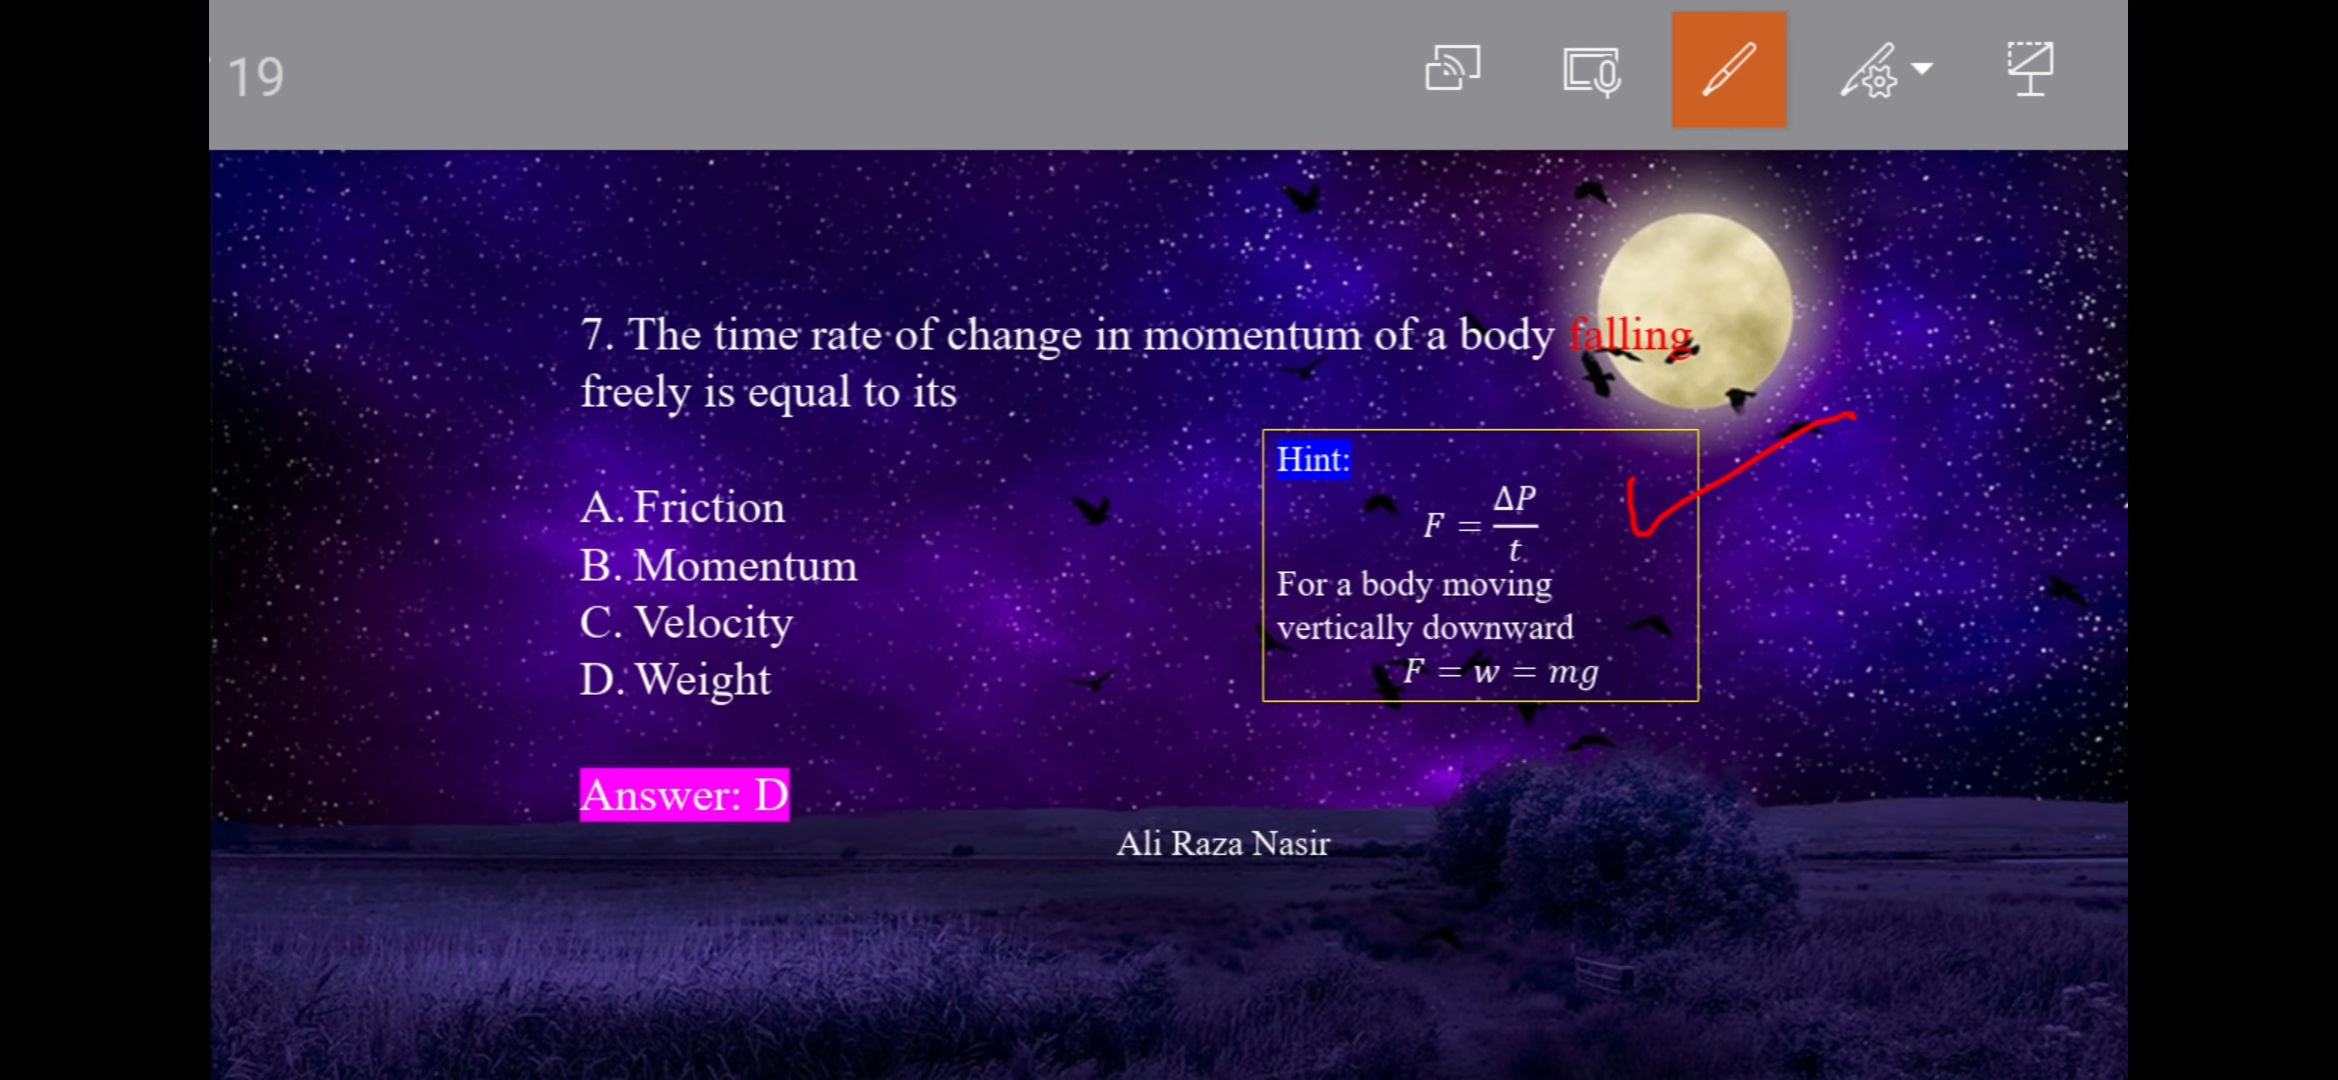 19
7. The time rate of change in momentum of a body falling
freely is equal to its
A. Friction
B. Momentum
C. Velocity
D. Weight
Answer: D
Hint:
F = ΔP/t
For a body moving
vertically downward
F = w = mg
Ali Raza Nasir